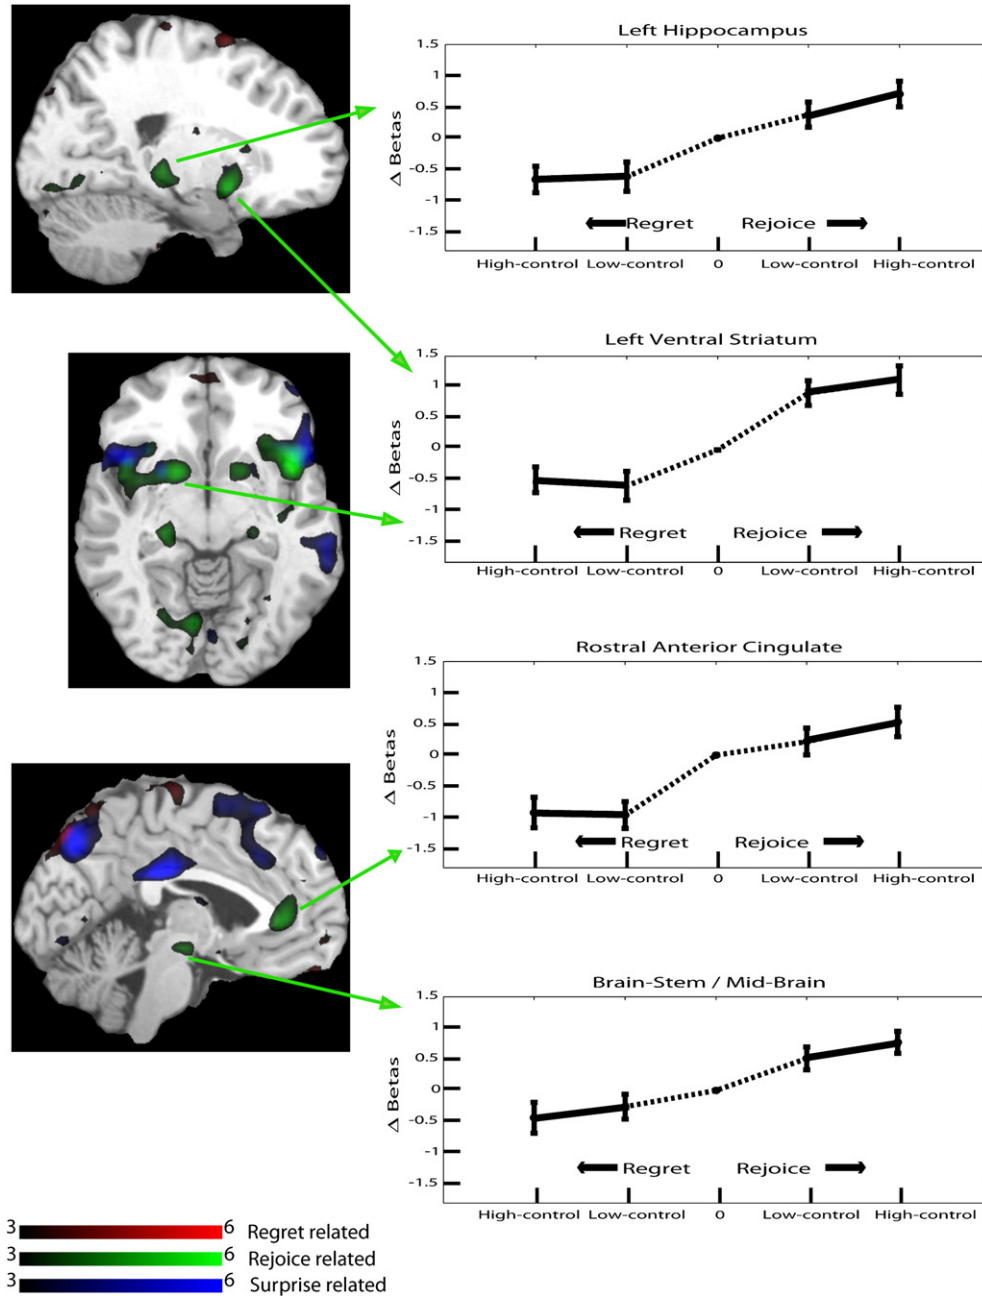 Left Hippocampus
1.5
1
0.5
0
-0.5
-1
-1.5
Δ Betas
Regret Rejoice
High-control Low-control 0 Low-control High-control
Left Ventral Striatum
1.5
1
0.5
0
-0.5
-1
-1.5
Δ Betas
Regret Rejoice
High-control Low-control 0 Low-control High-control
Rostral Anterior Cingulate
1.5
1
0.5
0
-0.5
-1
-1.5
Δ Betas
Regret Rejoice
High-control Low-control 0 Low-control High-control
Brain-Stem / Mid-Brain
1.5
1
0.5
0
-0.5
-1
-1.5
Δ Betas
Regret Rejoice
High-control Low-control 0 Low-control High-control
3 6 Regret related
3 6 Rejoice related
3 6 Surprise related